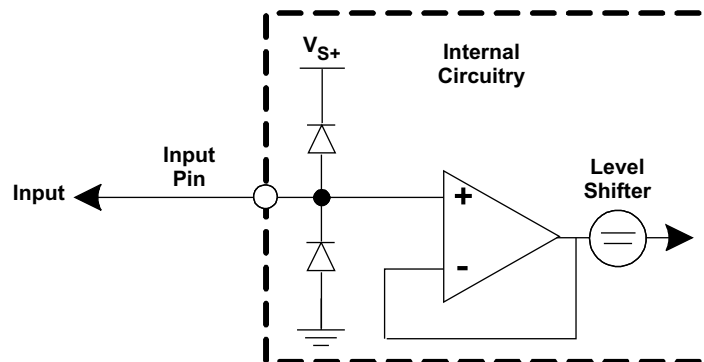 V_S+
Internal
Circuitry
Input
Pin
Input
Level
Shifter
+
-